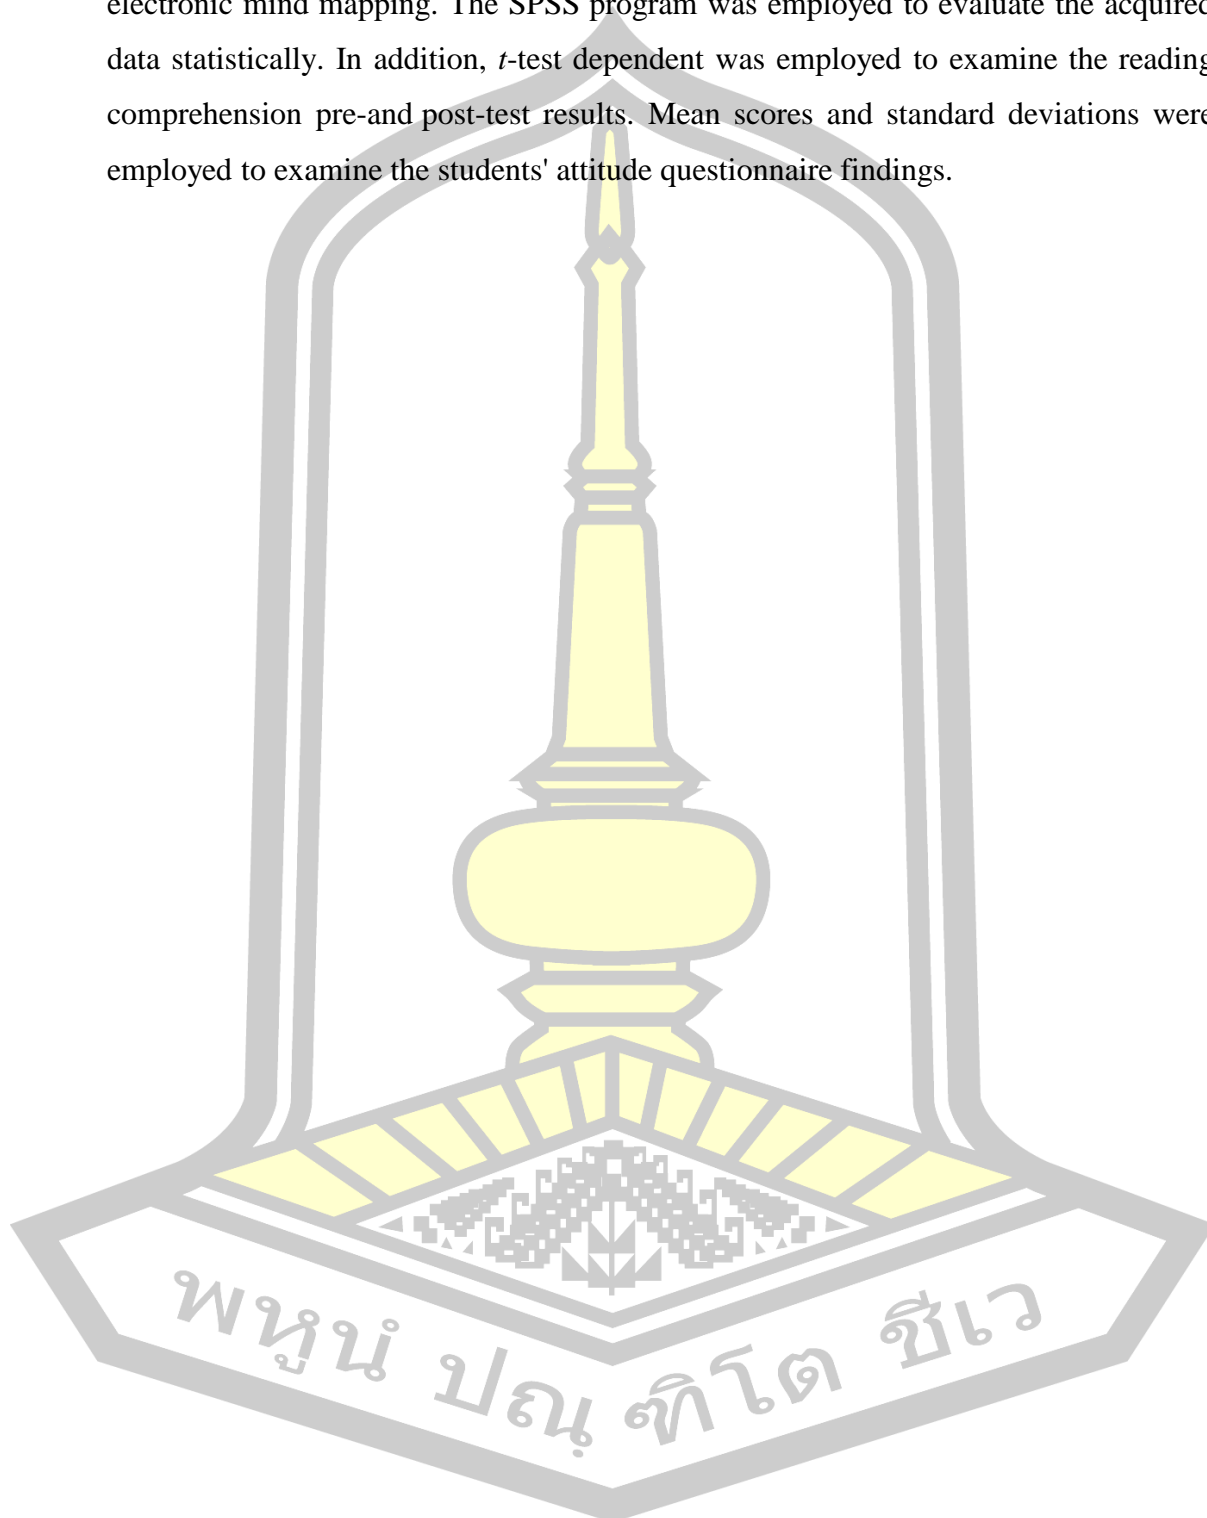 electronic mind mapping. The SPSS program was employed to evaluate the acquired
data statistically. In addition, t-test dependent was employed to examine the reading
comprehension pre-and post-test results. Mean scores and standard deviations were
employed to examine the students' attitude questionnaire findings.
พหูนํ ปณฺฑิโต ชีเว